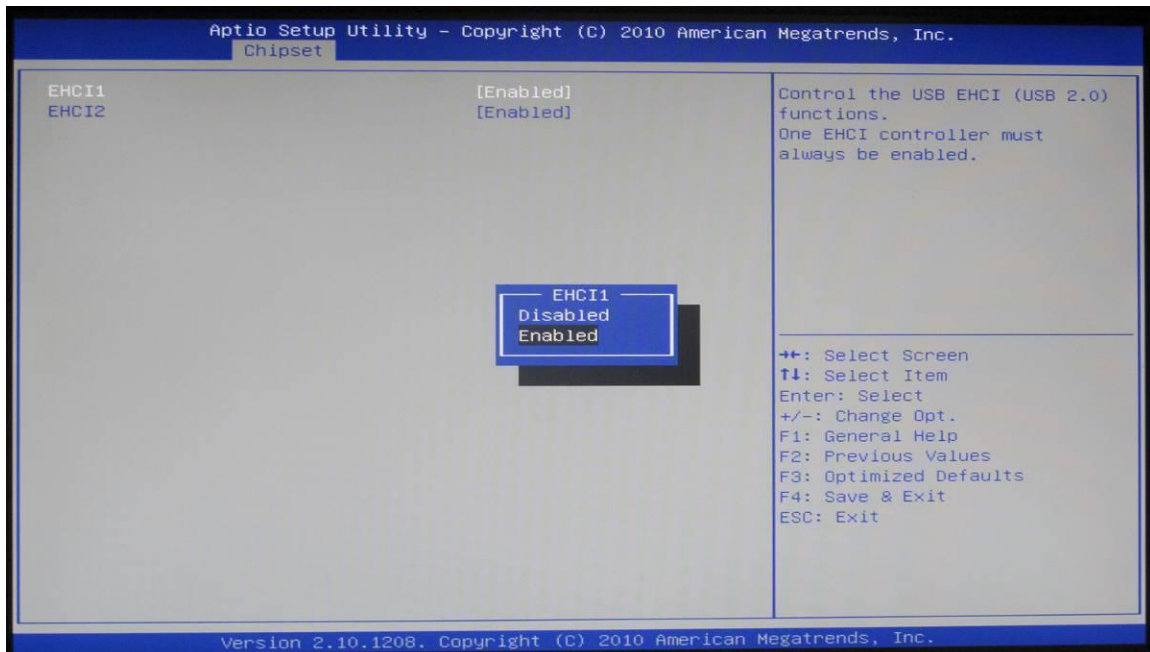 Aptio Setup Utility – Copyright (C) 2010 American Megatrends, Inc.
Chipset
EHCI1 [Enabled]
EHCI2 [Enabled]
Control the USB EHCI (USB 2.0)
functions.
One EHCI controller must
always be enabled.
EHCI1
Disabled
Enabled
→←: Select Screen
↑↓: Select Item
Enter: Select
+/-: Change Opt.
F1: General Help
F2: Previous Values
F3: Optimized Defaults
F4: Save & Exit
ESC: Exit
Version 2.10.1208. Copyright (C) 2010 American Megatrends, Inc.